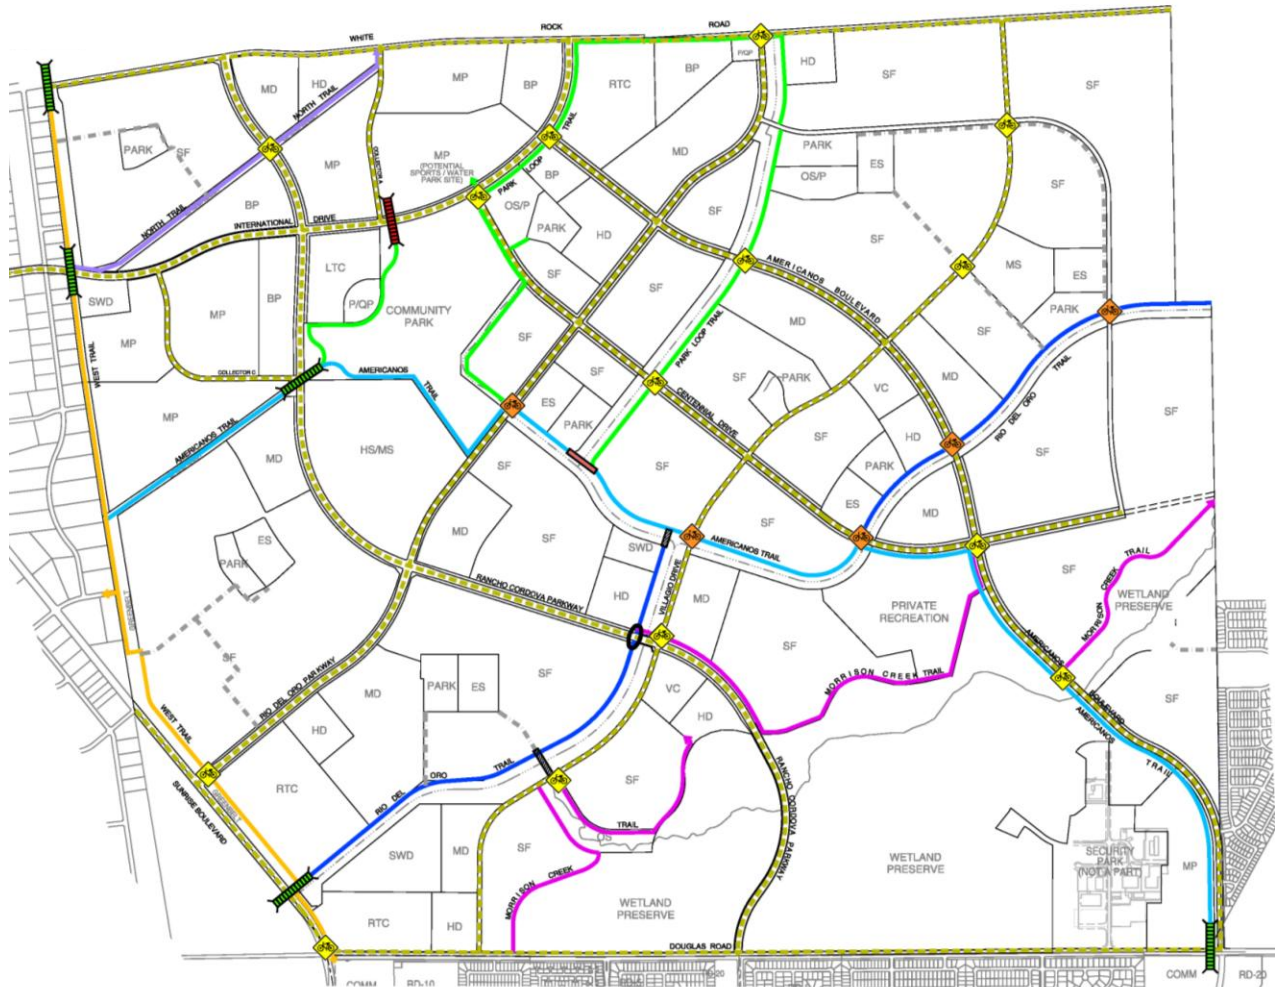 WHITE
ROCK
ROAD
P/QP
MD
HD
MP
BP
RTC
BP
HD
SF
SF
NORTH TRAIL
PARK
SF
MP
COLLECTOR A
MP
(POTENTIAL
SPORTS / WATER
PARK SITE)
PARK LOOP
TRAIL
BP
MD
PARK
OS/P
ES
SF
NORTH TRAIL
BP
INTERNATIONAL
DRIVE
OS/P
PARK
HD
SF
SF
MS
ES
PARK
AMERICANOS
BOULEVARD
SWD
MP
BP
LTC
P/QP
COMMUNITY
PARK
SF
SF
MD
SF
WEST TRAIL
MP
COLLECTOR C
AMERICANOS
TRAIL
SF
SF
PARK LOOP TRAIL
SF
PARK
VC
MD
RIO DEL ORO
TRAIL
MP
AMERICANOS TRAIL
MD
HS/MS
ES
PARK
CENTENNIAL DRIVE
SF
HD
SF
SF
SF
SF
PARK
ES
MD
PARK
ES
MD
SF
SWD
SF
AMERICANOS TRAIL
SF
MORRISON CREEK TRAIL
WETLAND
PRESERVE
RANCHO CORDOVA PARKWAY
HD
VILLAGIO DRIVE
MD
PRIVATE
RECREATION
SF
SF
RIO DEL ORO PARKWAY
MD
PARK
ES
SF
VC
HD
MORRISON CREEK TRAIL
AMERICANOS
BOULEVARD
SF
WEST TRAIL
HD
RTC
GREENBELT
SUNRISE BOULEVARD
RIO DEL
ORO
TRAIL
SF
RANCHO CORDOVA PARKWAY
AMERICANOS
TRAIL
SWD
MD
SF
TRAIL
OS
MORRISON
CREEK
WETLAND
PRESERVE
WETLAND
PRESERVE
SECURITY
PARK
(NOT A PART)
MP
RTC
HD
DOUGLAS ROAD
COMM
RD-10
RD-20
COMM
RD-20